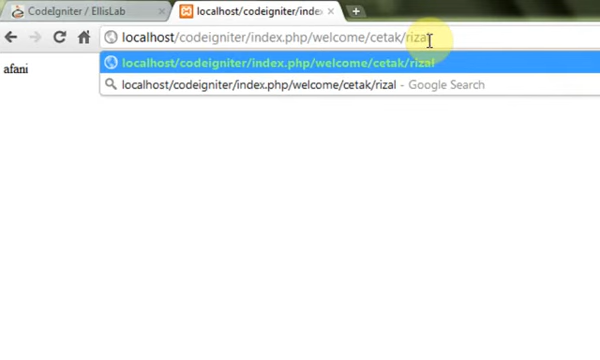 CodeIgniter / EllisLab
localhost/codeigniter/inde
localhost/codeigniter/index.php/welcome/cetak/rizal
localhost/codeigniter/index.php/welcome/cetak/rizal
localhost/codeigniter/index.php/welcome/cetak/rizal - Google Search
afani